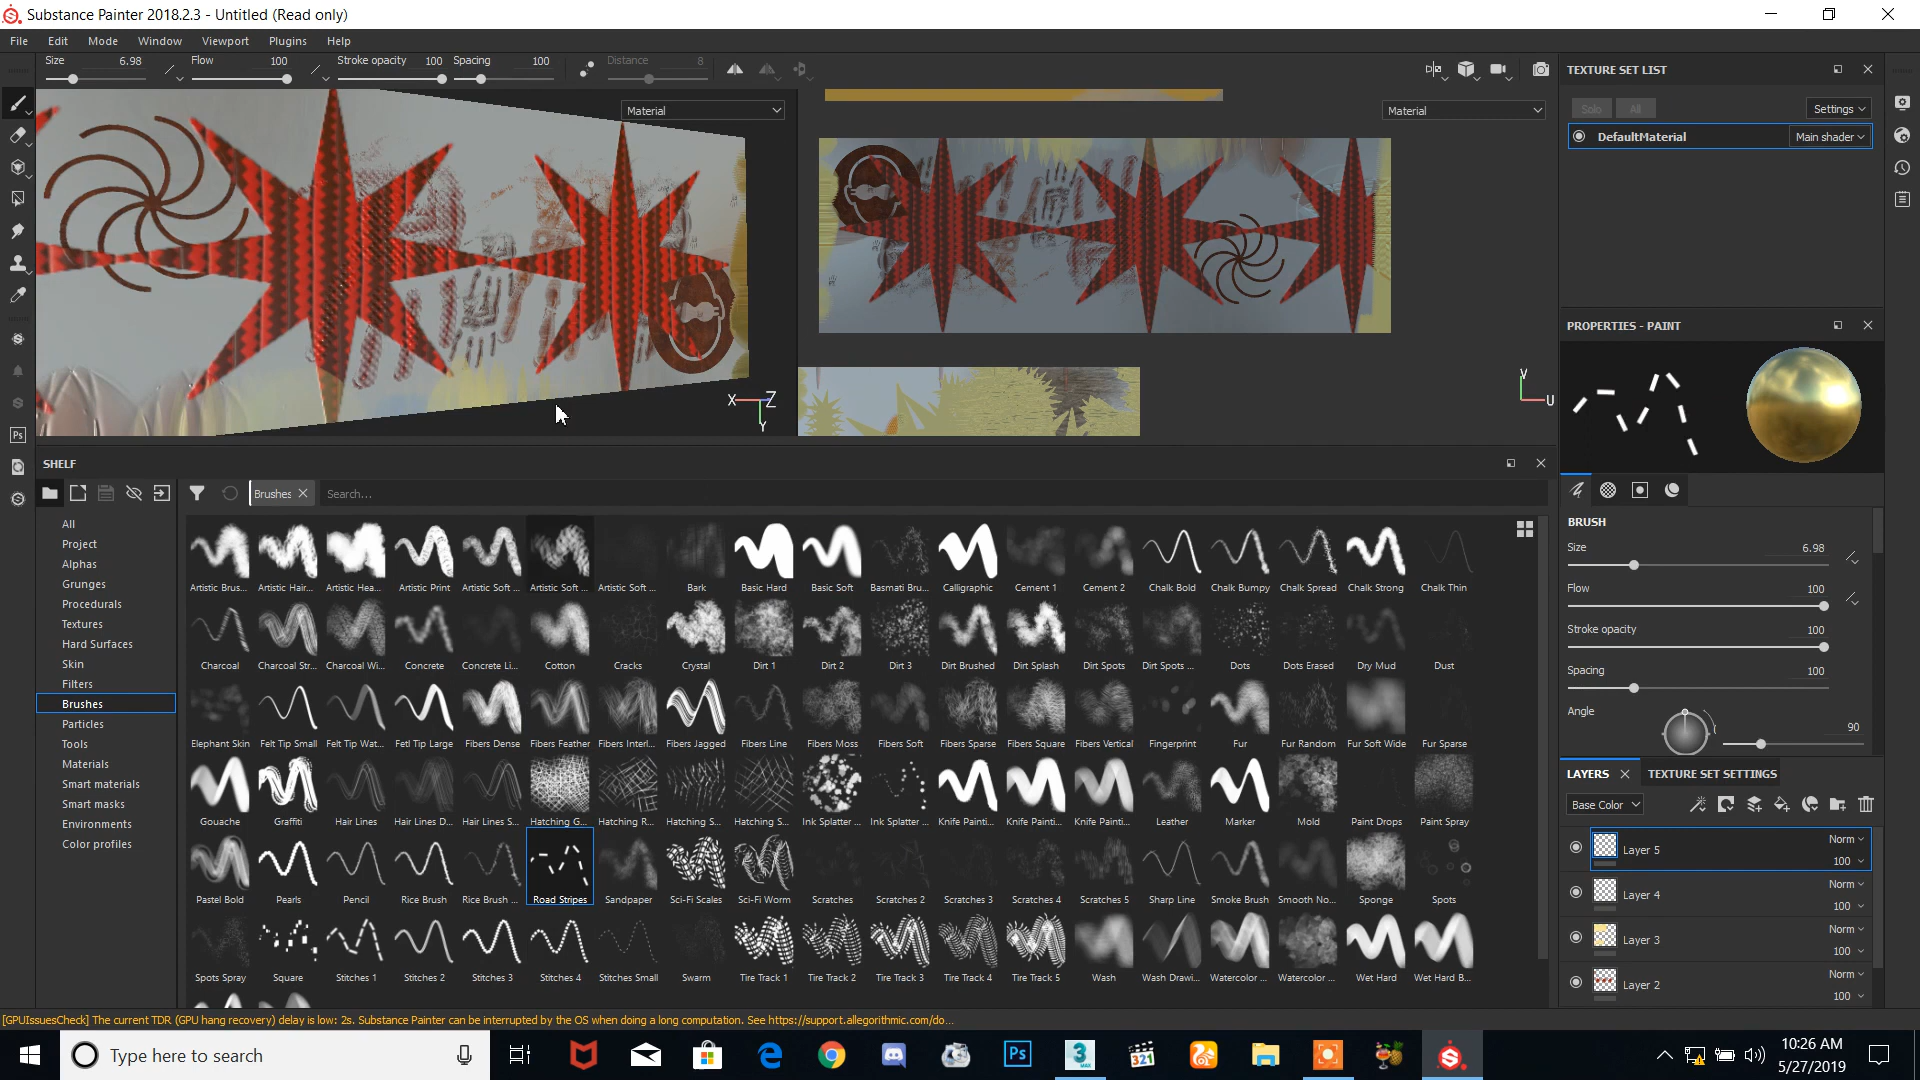 Substance Painter 2018.2.3 - Untitled (Read only)
File Edit Mode Window Viewport Plugins Help
Size 6.98 Flow 100 Stroke opacity 100 Spacing 100 Distance 8
Material
Material
X Z
Y
V
U
TEXTURE SET LIST
Solo All Settings
DefaultMaterial Main shader
PROPERTIES - PAINT
BRUSH
Size 6.98
Flow 100
Stroke opacity 100
Spacing 100
Angle
90
LAYERS TEXTURE SET SETTINGS
Base Color
Layer 5 Norm
100
Layer 4 Norm
100
Layer 3 Norm
100
Layer 2 Norm
100
SHELF
Brushes Search...
All
Project
Alphas
Grunges
Procedurals
Textures
Hard Surfaces
Skin
Filters
Brushes
Particles
Tools
Materials
Smart materials
Smart masks
Environments
Color profiles
Artistic Brus... Artistic Hair... Artistic Hea... Artistic Print Artistic Soft ... Artistic Soft ... Artistic Soft ... Bark Basic Hard Basic Soft Basmati Bru... Calligraphic Cement 1 Cement 2 Chalk Bold Chalk Bumpy Chalk Spread Chalk Strong Chalk Thin
Charcoal Charcoal Str... Charcoal Wi... Concrete Concrete Li... Cotton Cracks Crystal Dirt 1 Dirt 2 Dirt 3 Dirt Brushed Dirt Splash Dirt Spots Dirt Spots ... Dots Dots Erased Dry Mud Dust
Elephant Skin Felt Tip Small Felt Tip Wat... Fetl Tip Large Fibers Dense Fibers Feather Fibers Interl... Fibers Jagged Fibers Line Fibers Moss Fibers Soft Fibers Sparse Fibers Square Fibers Vertical Fingerprint Fur Fur Random Fur Soft Wide Fur Sparse
Gouache Graffiti Hair Lines Hair Lines D... Hair Lines S... Hatching G... Hatching R... Hatching S... Hatching S... Ink Splatter ... Ink Splatter ... Knife Painti... Knife Painti... Knife Painti... Leather Marker Mold Paint Drops Paint Spray
Pastel Bold Pearls Pencil Rice Brush Rice Brush ... Road Stripes Sandpaper Sci-Fi Scales Sci-Fi Worm Scratches Scratches 2 Scratches 3 Scratches 4 Scratches 5 Sharp Line Smoke Brush Smooth No... Sponge Spots
Spots Spray Square Stitches 1 Stitches 2 Stitches 3 Stitches 4 Stitches Small Swarm Tire Track 1 Tire Track 2 Tire Track 3 Tire Track 4 Tire Track 5 Wash Wash Drawi... Watercolor ... Watercolor ... Wet Hard Wet Hard B...
[GPUIssuesCheck] The current TDR (GPU hang recovery) delay is low: 2s. Substance Painter can be interrupted by the OS when doing a long computation. See https://support.allegorithmic.com/do...
Type here to search
Ps
Ps
3
MAX
321
10:26 AM
5/27/2019